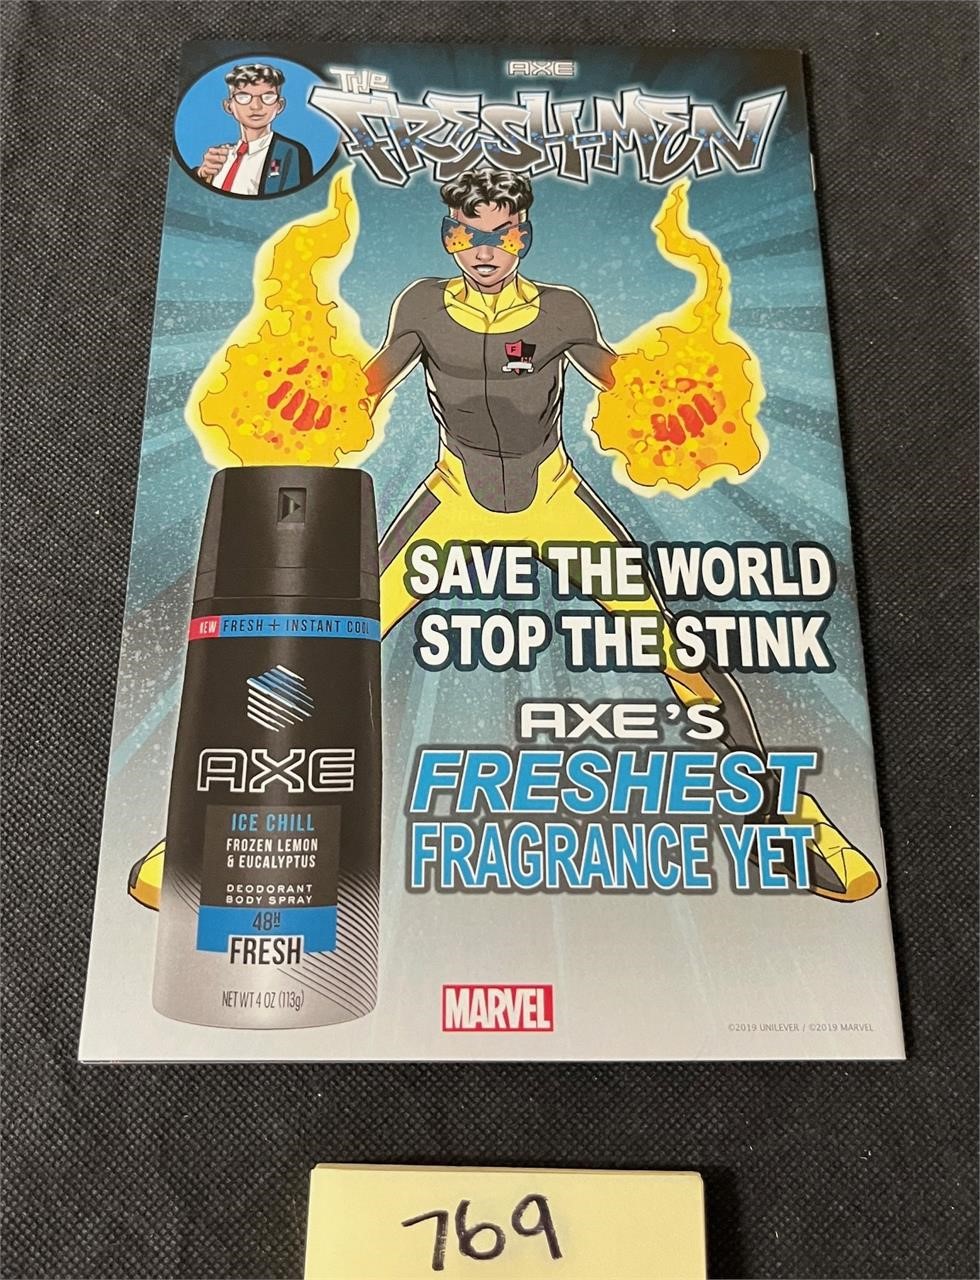 AXE
THE
FRESH-MEN
F
SAVE THE WORLD
STOP THE STINK
AXE'S
FRESHEST
FRAGRANCE YET
NEW FRESH + INSTANT COOL
AXE
ICE CHILL
FROZEN LEMON
& EUCALYPTUS
DEODORANT
BODY SPRAY
48H
FRESH
NET WT 4 OZ (113g)
MARVEL
©2019 UNILEVER / ©2019 MARVEL
769